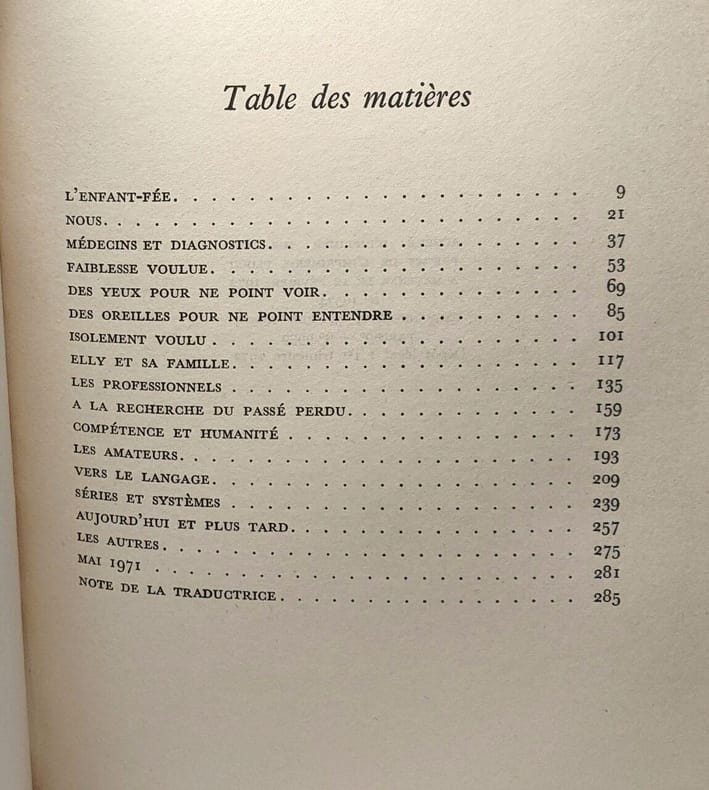 Table des matières
L'ENFANT-FÉE. . . . . . . . . . . . . . . . . . 9
NOUS. . . . . . . . . . . . . . . . . . . . . 21
MÉDECINS ET DIAGNOSTICS. . . . . . . . . . . . . . 37
FAIBLESSE VOULUE. . . . . . . . . . . . . . . . . 53
DES YEUX POUR NE POINT VOIR. . . . . . . . . . . . 69
DES OREILLES POUR NE POINT ENTENDRE . . . . . . . . 85
ISOLEMENT VOULU . . . . . . . . . . . . . . . . . 101
ELLY ET SA FAMILLE. . . . . . . . . . . . . . . . 117
LES PROFESSIONNELS . . . . . . . . . . . . . . . . 135
A LA RECHERCHE DU PASSÉ PERDU. . . . . . . . . . . 159
COMPÉTENCE ET HUMANITÉ . . . . . . . . . . . . . . 173
LES AMATEURS. . . . . . . . . . . . . . . . . . 193
VERS LE LANGAGE. . . . . . . . . . . . . . . . . 209
SÉRIES ET SYSTÈMES . . . . . . . . . . . . . . . . 239
AUJOURD'HUI ET PLUS TARD. . . . . . . . . . . . . 257
LES AUTRES. . . . . . . . . . . . . . . . . . . 275
MAI 1971 . . . . . . . . . . . . . . . . . . . 281
NOTE DE LA TRADUCTRICE. . . . . . . . . . . . . . 285